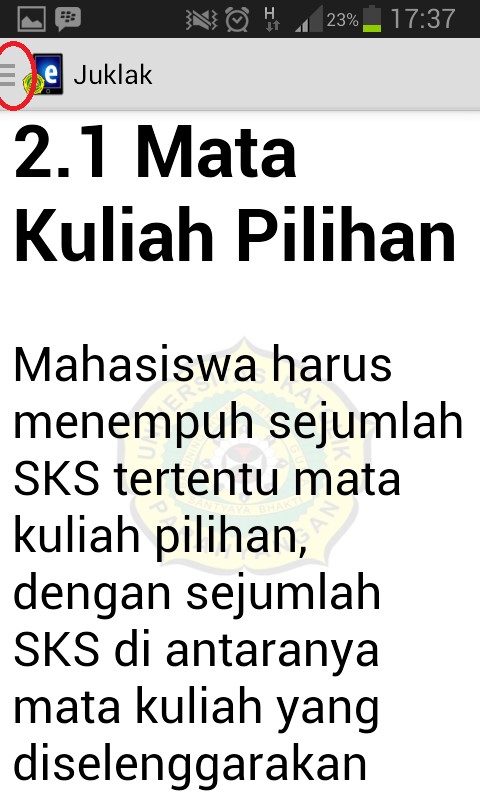 H
23%
17:37
e
Juklak
2.1 Mata
Kuliah Pilihan
Mahasiswa harus
menempuh sejumlah
SKS tertentu mata
kuliah pilihan,
dengan sejumlah
SKS di antaranya
mata kuliah yang
diselenggarakan